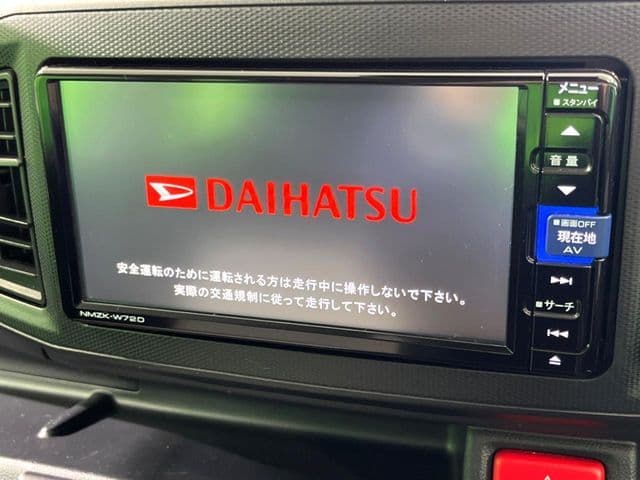 DAIHATSU
安全運転のために運転される方は走行中に操作しないで下さい。
実際の交通規制に従って走行して下さい。
NMZK-W72D
メニュー
■スタンバイ
▲
音量
▼
■画面OFF
現在地
AV
▶▶|
■サーチ
|◀◀
⏏